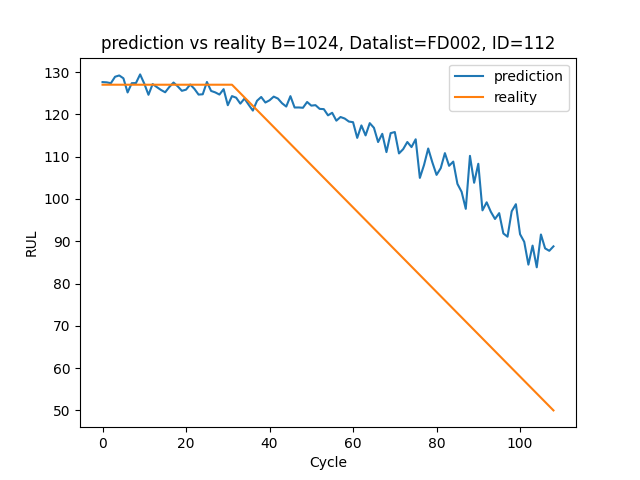 prediction vs reality B=1024, Datalist=FD002, ID=112
prediction
reality
130
120
110
100
90
80
70
60
50
RUL
0 20 40 60 80 100
Cycle